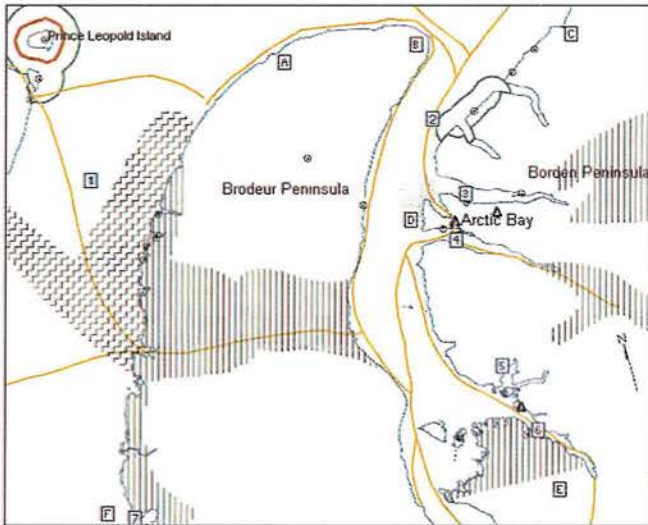 Prince Leopold Island
C
B
A
2
1
Borden Peninsula
Brodeur Peninsula
3
D
Arctic Bay
4
N
5
6
E
F
7